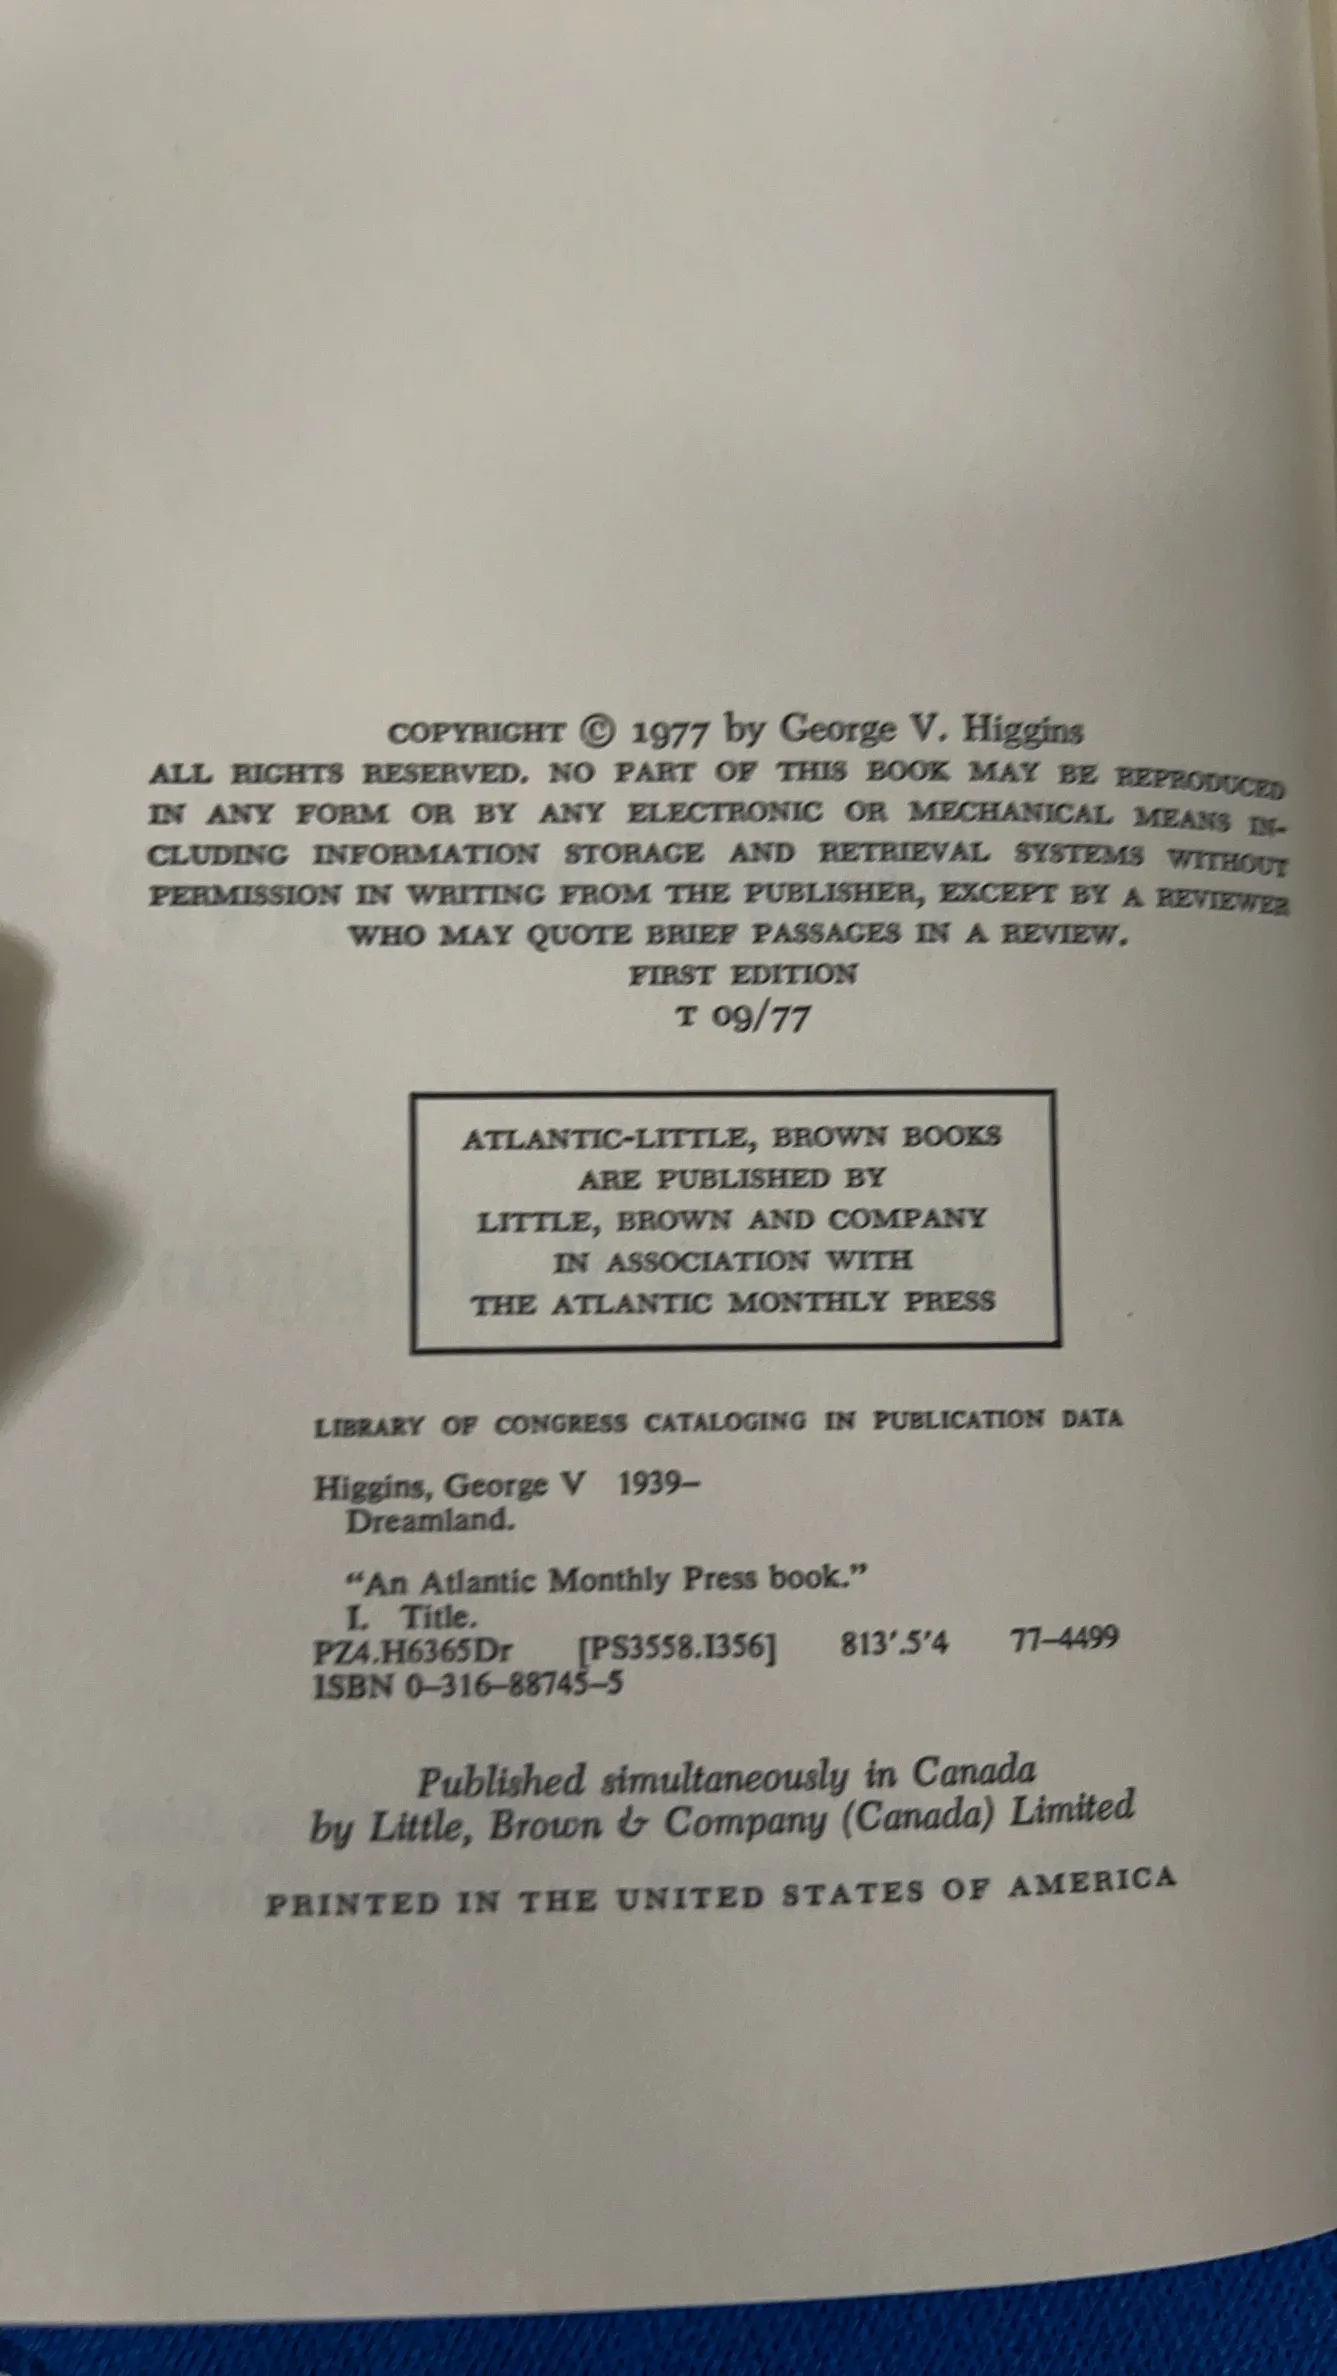 COPYRIGHT © 1977 by George V. Higgins
ALL RIGHTS RESERVED. NO PART OF THIS BOOK MAY BE REPRODUCED
IN ANY FORM OR BY ANY ELECTRONIC OR MECHANICAL MEANS IN-
CLUDING INFORMATION STORAGE AND RETRIEVAL SYSTEMS WITHOUT
PERMISSION IN WRITING FROM THE PUBLISHER, EXCEPT BY A REVIEWER
WHO MAY QUOTE BRIEF PASSAGES IN A REVIEW.
FIRST EDITION
T 09/77
ATLANTIC-LITTLE, BROWN BOOKS
ARE PUBLISHED BY
LITTLE, BROWN AND COMPANY
IN ASSOCIATION WITH
THE ATLANTIC MONTHLY PRESS
LIBRARY OF CONGRESS CATALOGING IN PUBLICATION DATA
Higgins, George V 1939–
Dreamland.
“An Atlantic Monthly Press book.”
I. Title.
PZ4.H6365Dr [PS3558.I356] 813'.5'4 77–4499
ISBN 0–316–88745–5
Published simultaneously in Canada
by Little, Brown & Company (Canada) Limited
PRINTED IN THE UNITED STATES OF AMERICA